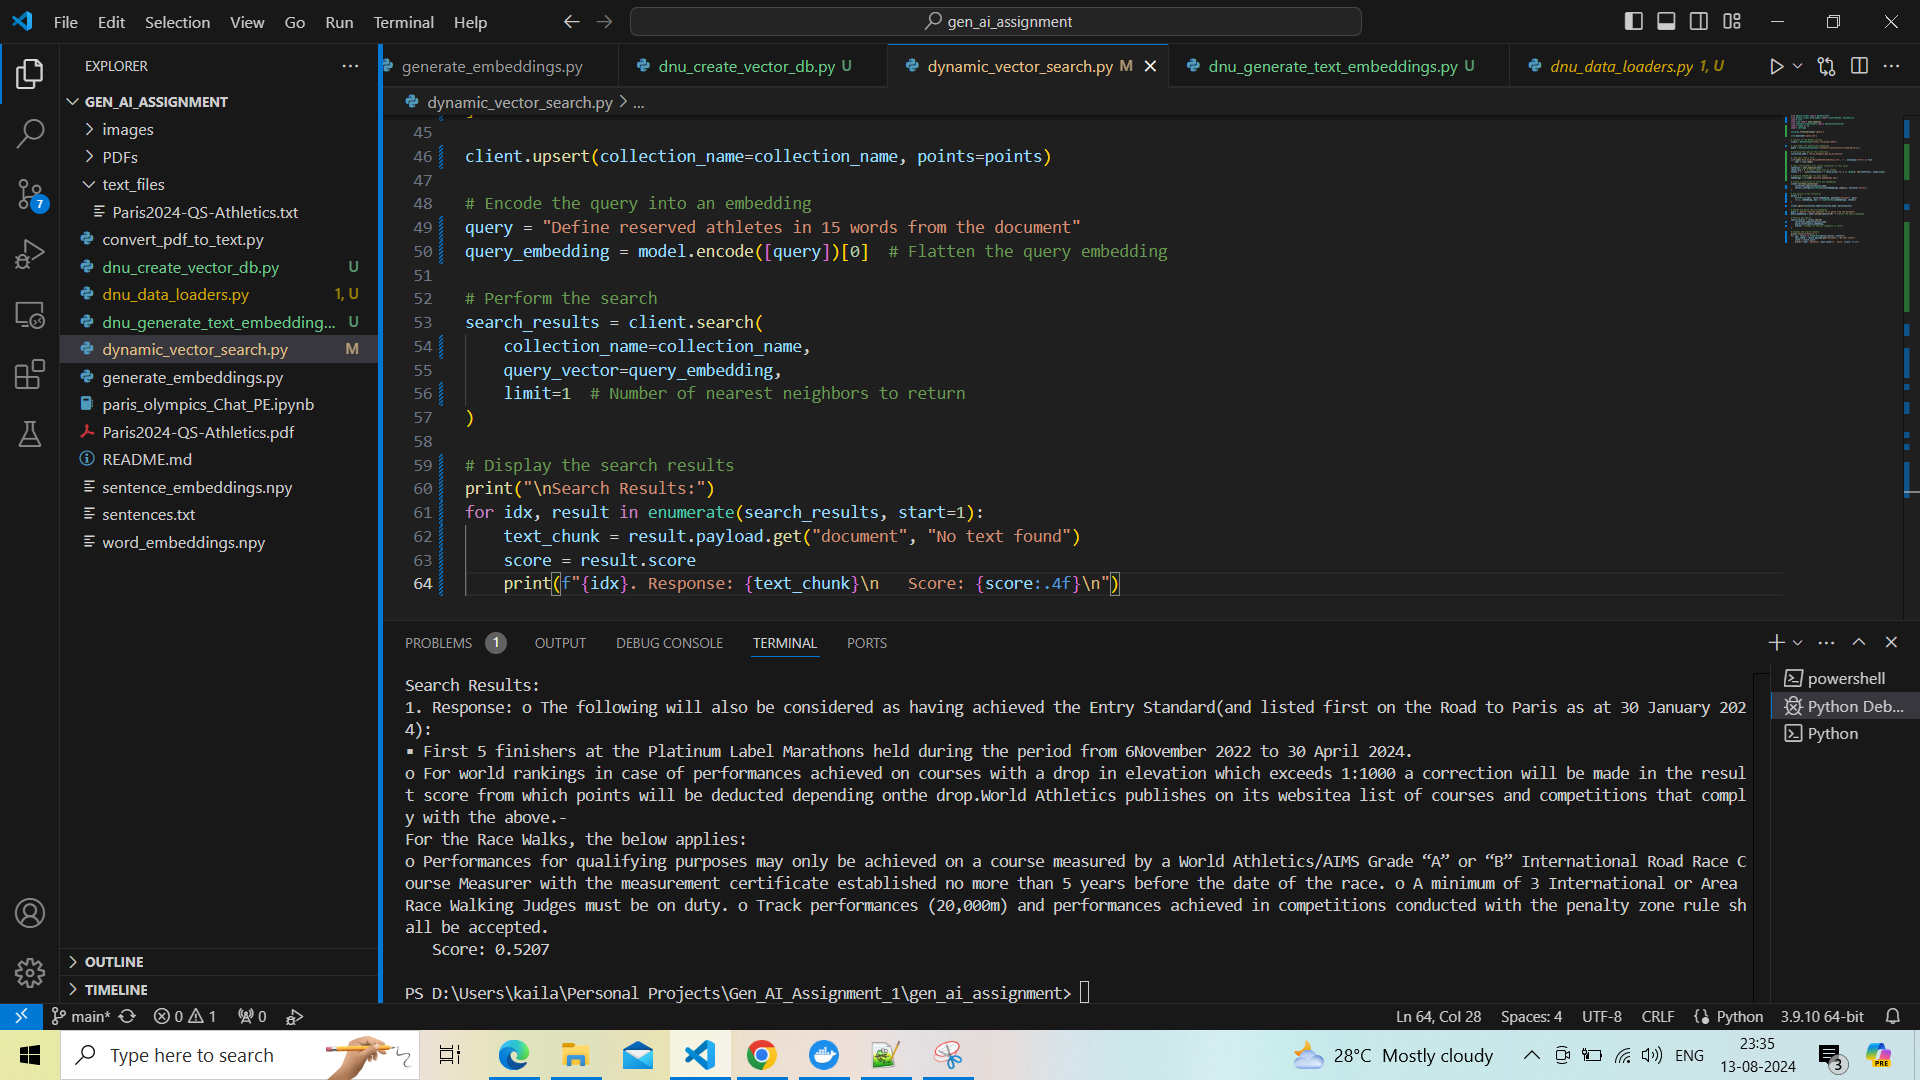 File Edit Selection View Go Run Terminal Help
gen_ai_assignment
EXPLORER
GEN_AI_ASSIGNMENT
images
PDFs
text_files
Paris2024-QS-Athletics.txt
convert_pdf_to_text.py
dnu_create_vector_db.py U
dnu_data_loaders.py 1, U
dnu_generate_text_embedding... U
dynamic_vector_search.py M
generate_embeddings.py
paris_olympics_Chat_PE.ipynb
Paris2024-QS-Athletics.pdf
README.md
sentence_embeddings.npy
sentences.txt
word_embeddings.npy
OUTLINE
TIMELINE
7
generate_embeddings.py dnu_create_vector_db.py U dynamic_vector_search.py M dnu_generate_text_embeddings.py U dnu_data_loaders.py 1, U
dynamic_vector_search.py > ...
45
46 client.upsert(collection_name=collection_name, points=points)
47
48 # Encode the query into an embedding
49 query = "Define reserved athletes in 15 words from the document"
50 query_embedding = model.encode([query])[0]  # Flatten the query embedding
51
52 # Perform the search
53 search_results = client.search(
54     collection_name=collection_name,
55     query_vector=query_embedding,
56     limit=1  # Number of nearest neighbors to return
57 )
58
59 # Display the search results
60 print("\nSearch Results:")
61 for idx, result in enumerate(search_results, start=1):
62     text_chunk = result.payload.get("document", "No text found")
63     score = result.score
64     print(f"{idx}. Response: {text_chunk}\n   Score: {score:.4f}\n")
PROBLEMS 1 OUTPUT DEBUG CONSOLE TERMINAL PORTS
Search Results:
1. Response: o The following will also be considered as having achieved the Entry Standard(and listed first on the Road to Paris as at 30 January 202
4):
▪ First 5 finishers at the Platinum Label Marathons held during the period from 6November 2022 to 30 April 2024.
o For world rankings in case of performances achieved on courses with a drop in elevation which exceeds 1:1000 a correction will be made in the resul
t score from which points will be deducted depending onthe drop.World Athletics publishes on its websitea list of courses and competitions that compl
y with the above.-
For the Race Walks, the below applies:
o Performances for qualifying purposes may only be achieved on a course measured by a World Athletics/AIMS Grade “A” or “B” International Road Race C
ourse Measurer with the measurement certificate established no more than 5 years before the date of the race. o A minimum of 3 International or Area
Race Walking Judges must be on duty. o Track performances (20,000m) and performances achieved in competitions conducted with the penalty zone rule sh
all be accepted.
   Score: 0.5207
PS D:\Users\kaila\Personal Projects\Gen_AI_Assignment_1\gen_ai_assignment>
powershell
Python Deb...
Python
main* 0 1 0 Ln 64, Col 28 Spaces: 4 UTF-8 CRLF Python 3.9.10 64-bit
Type here to search
28°C Mostly cloudy ENG
23:35
13-08-2024
3
PRE